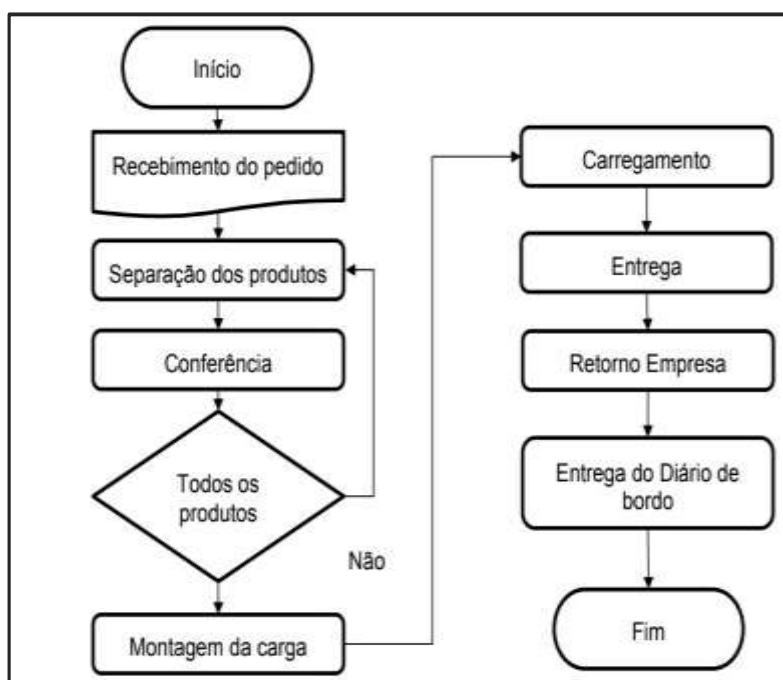 Início
Recebimento do pedido
Separação dos produtos
Conferência
Todos os
produtos
Não
Montagem da carga
Carregamento
Entrega
Retorno Empresa
Entrega do Diário de
bordo
Fim